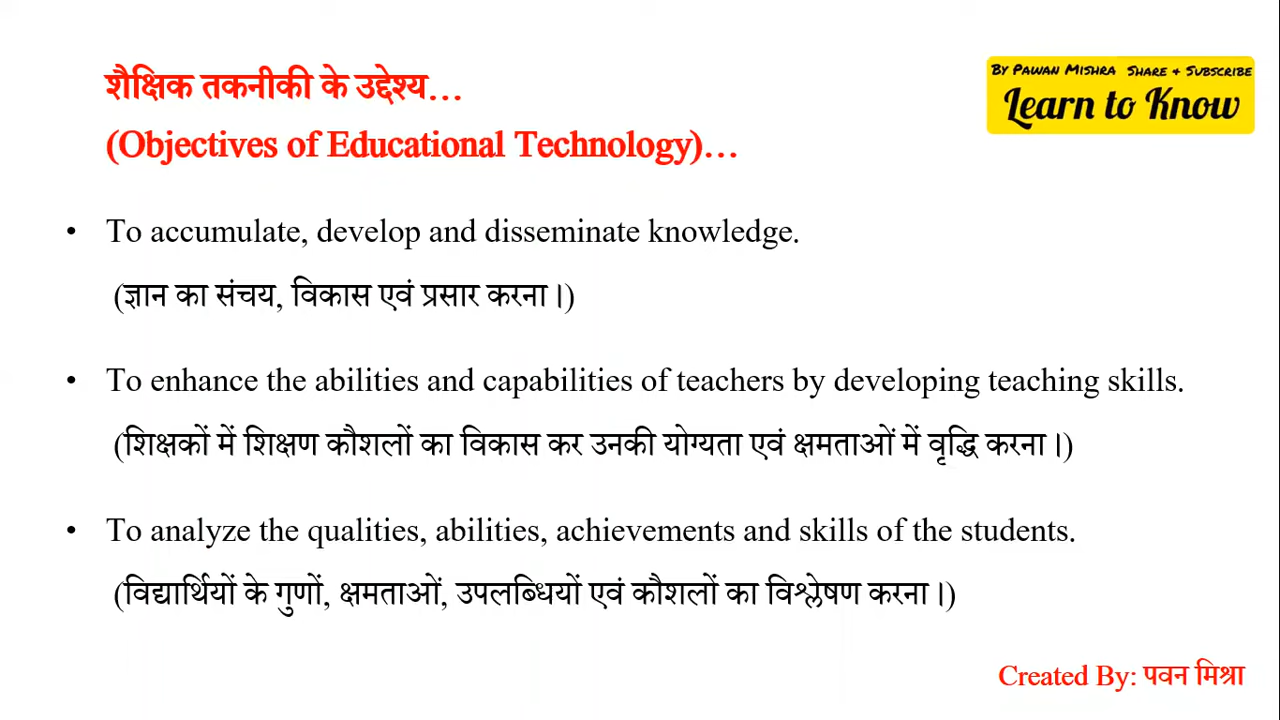 शैक्षिक तकनीकी के उद्देश्य...
(Objectives of Educational Technology)...
By Pawan Mishra Share + Subscribe
Learn to Know
• To accumulate, develop and disseminate knowledge.
(ज्ञान का संचय, विकास एवं प्रसार करना।)
• To enhance the abilities and capabilities of teachers by developing teaching skills.
(शिक्षकों में शिक्षण कौशलों का विकास कर उनकी योग्यता एवं क्षमताओं में वृद्धि करना।)
• To analyze the qualities, abilities, achievements and skills of the students.
(विद्यार्थियों के गुणों, क्षमताओं, उपलब्धियों एवं कौशलों का विश्लेषण करना।)
Created By: पवन मिश्रा